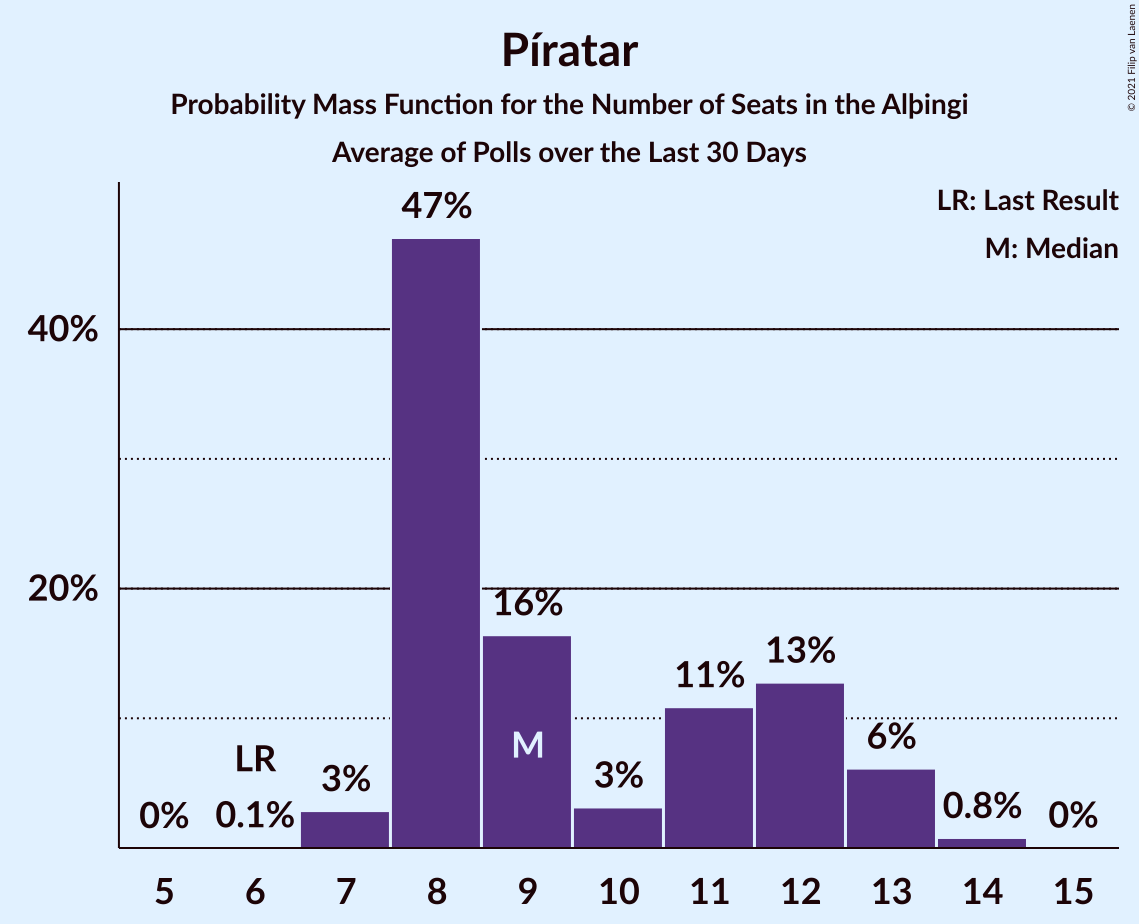 Píratar
Probability Mass Function for the Number of Seats in the Alþingi
Average of Polls over the Last 30 Days
© 2021 Filip van Laenen
LR: Last Result
M: Median
40%
20%
0%
LR
0.1%
3%
47%
16%
M
3%
11%
13%
6%
0.8%
0%
5 6 7 8 9 10 11 12 13 14 15